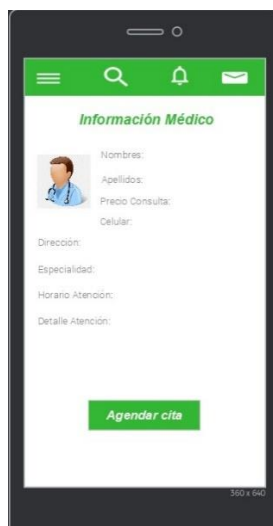 Información Médico
Nombres:
Apellidos:
Precio Consulta:
Celular:
Dirección:
Especialidad:
Horario Atención:
Detalle Atención:
Agendar cita
360 x 640